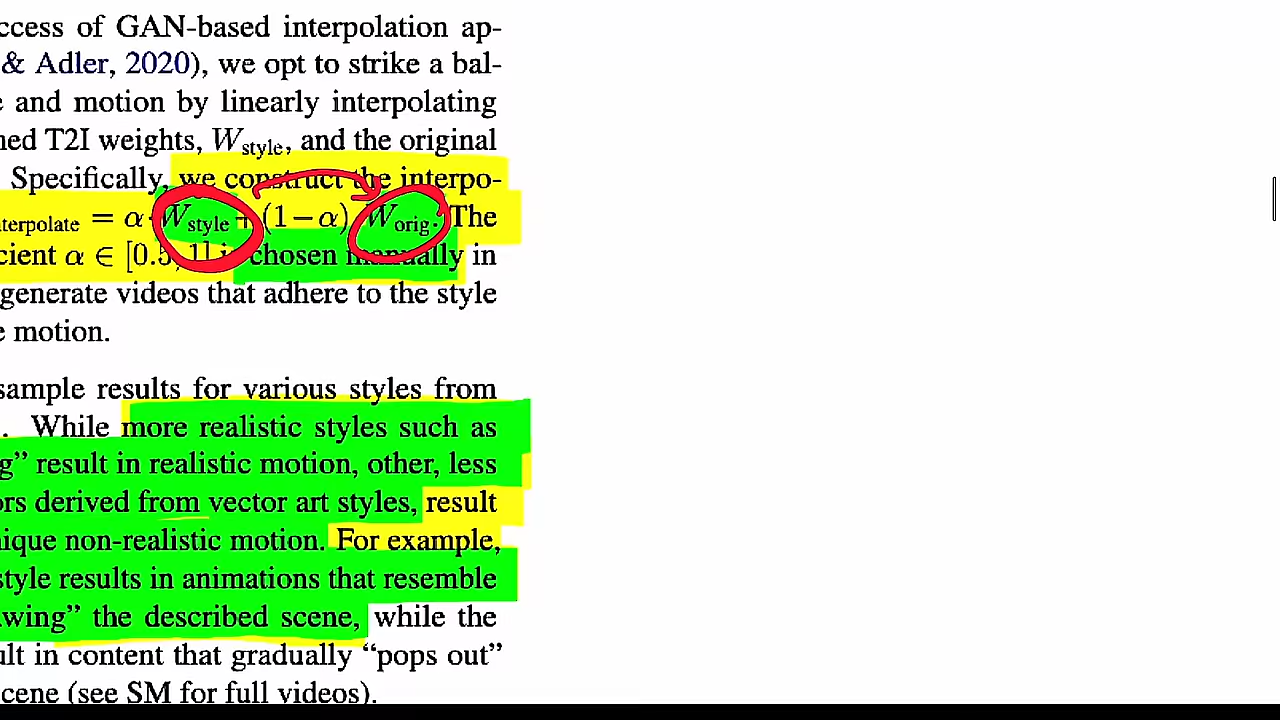 ccess of GAN-based interpolation ap-
& Adler, 2020), we opt to strike a bal-
e and motion by linearly interpolating
ned T2I weights, W_style, and the original
Specifically, we construct the interpo-
nterpolate = α · W_style + (1−α) W_orig. The
cient α ∈ [0.5, 1] is chosen manually in
generate videos that adhere to the style
e motion.
sample results for various styles from
. While more realistic styles such as
g” result in realistic motion, other, less
ors derived from vector art styles, result
nique non-realistic motion. For example,
style results in animations that resemble
awing” the described scene, while the
ult in content that gradually “pops out”
scene (see SM for full videos).